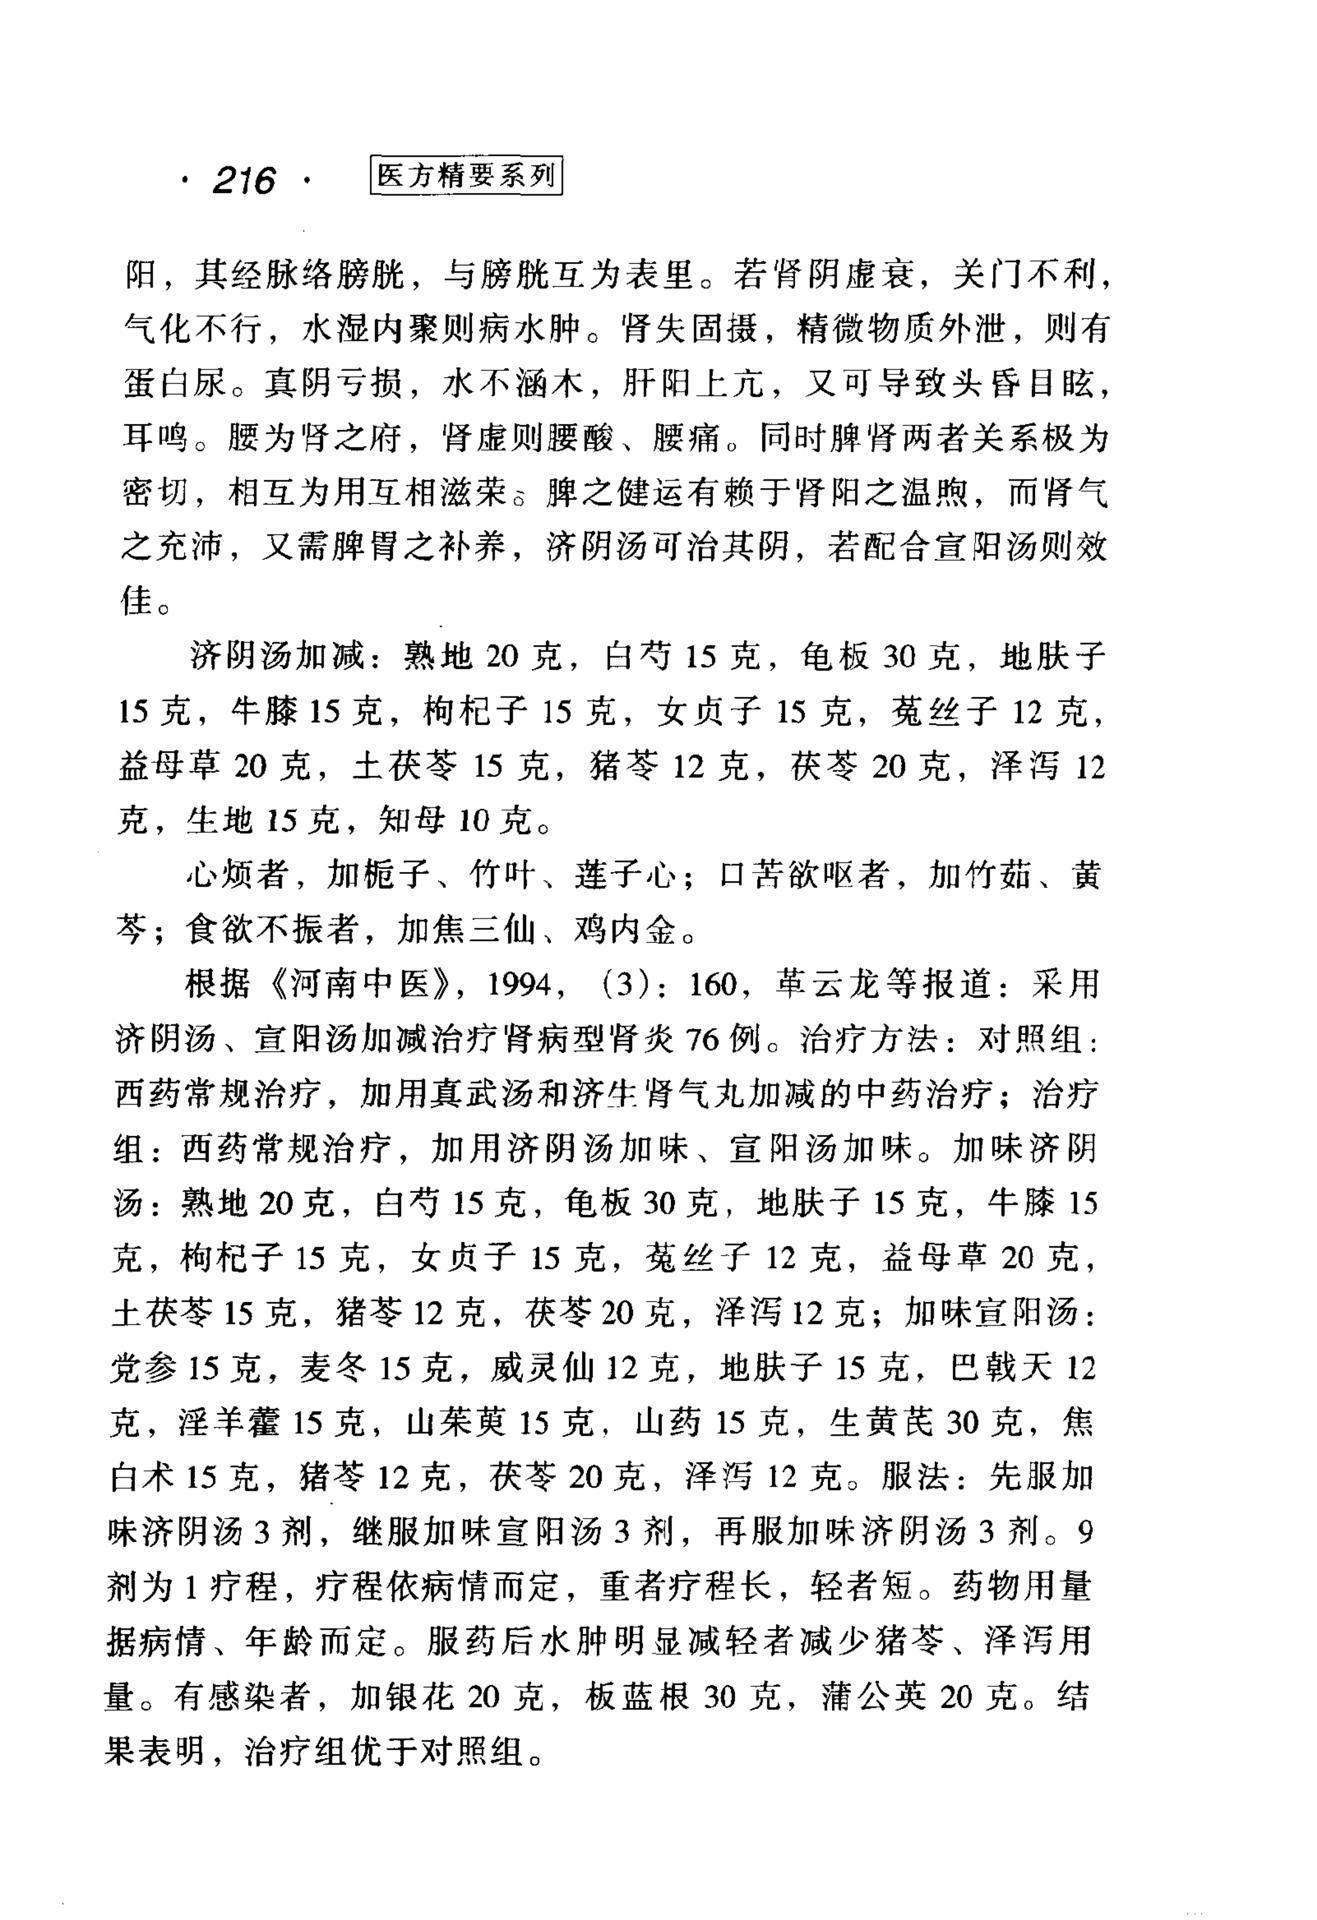 · 216 ·
医方精要系列
阳，其经脉络膀胱，与膀胱互为表里。若肾阴虚衰，关门不利，
气化不行，水湿内聚则病水肿。肾失固摄，精微物质外泄，则有
蛋白尿。真阴亏损，水不涵木，肝阳上亢，又可导致头昏目眩，
耳鸣。腰为肾之府，肾虚则腰酸、腰痛。同时脾肾两者关系极为
密切，相互为用互相滋荣。脾之健运有赖于肾阳之温煦，而肾气
之充沛，又需脾胃之补养，济阴汤可治其阴，若配合宣阳汤则效
佳。
济阴汤加减：熟地 20 克，白芍 15 克，龟板 30 克，地肤子
15 克，牛膝 15 克，枸杞子 15 克，女贞子 15 克，菟丝子 12 克，
益母草 20 克，土茯苓 15 克，猪苓 12 克，茯苓 20 克，泽泻 12
克，生地 15 克，知母 10 克。
心烦者，加栀子、竹叶、莲子心；口苦欲呕者，加竹茹、黄
芩；食欲不振者，加焦三仙、鸡内金。
根据《河南中医》，1994，（3）：160，革云龙等报道：采用
济阴汤、宣阳汤加减治疗肾病型肾炎 76 例。治疗方法：对照组：
西药常规治疗，加用真武汤和济生肾气丸加减的中药治疗；治疗
组：西药常规治疗，加用济阴汤加味、宣阳汤加味。加味济阴
汤：熟地 20 克，白芍 15 克，龟板 30 克，地肤子 15 克，牛膝 15
克，枸杞子 15 克，女贞子 15 克，菟丝子 12 克，益母草 20 克，
土茯苓 15 克，猪苓 12 克，茯苓 20 克，泽泻 12 克；加味宣阳汤：
党参 15 克，麦冬 15 克，威灵仙 12 克，地肤子 15 克，巴戟天 12
克，淫羊藿 15 克，山茱萸 15 克，山药 15 克，生黄芪 30 克，焦
白术 15 克，猪苓 12 克，茯苓 20 克，泽泻 12 克。服法：先服加
味济阴汤 3 剂，继服加味宣阳汤 3 剂，再服加味济阴汤 3 剂。9
剂为 1 疗程，疗程依病情而定，重者疗程长，轻者短。药物用量
据病情、年龄而定。服药后水肿明显减轻者减少猪苓、泽泻用
量。有感染者，加银花 20 克，板蓝根 30 克，蒲公英 20 克。结
果表明，治疗组优于对照组。